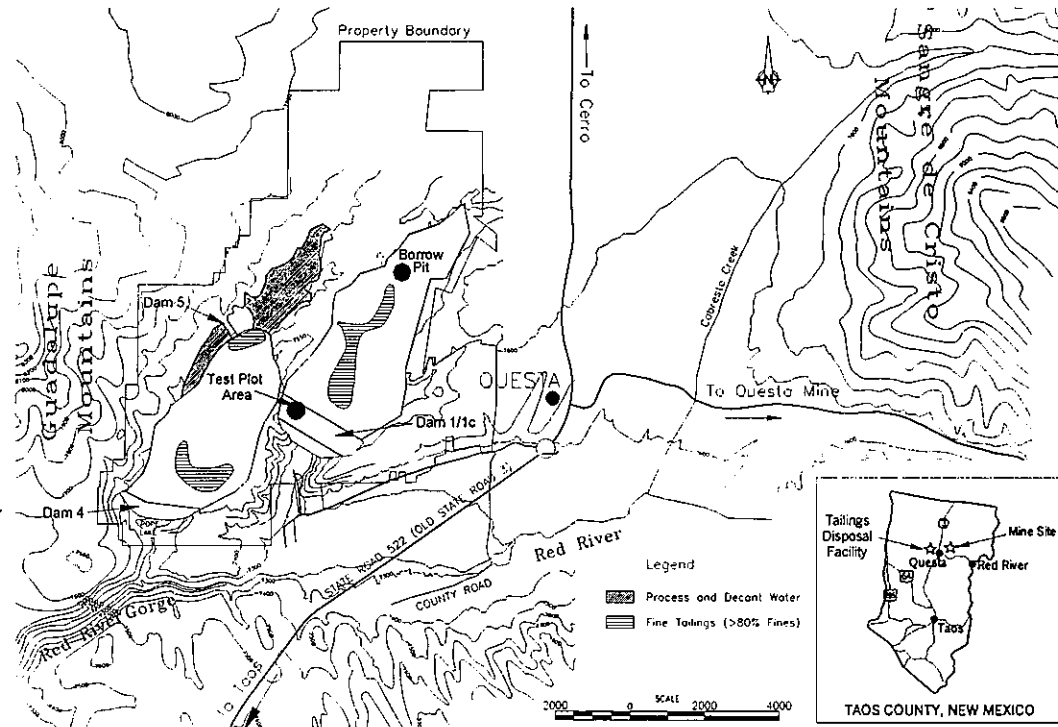 Property Boundary
To Cerro
Sangre de Cristo
Mountains
Guadalupe
Mountains
Borrow
Pit
Dam 5
Cabresto Creek
Test Plot
Area
QUESTA
To Questa Mine
Dam 1/1c
Dam 4
STATE ROAD 522 (OLD STATE ROAD 3)
COUNTY ROAD
Red River
Red River Gorge
To Taos
Legend
Process and Decant Water
Fine Tailings (>80% Fines)
SCALE
2000 0 2000 4000
Tailings
Disposal
Facility
Mine Site
Questa
Red River
Taos
TAOS COUNTY, NEW MEXICO